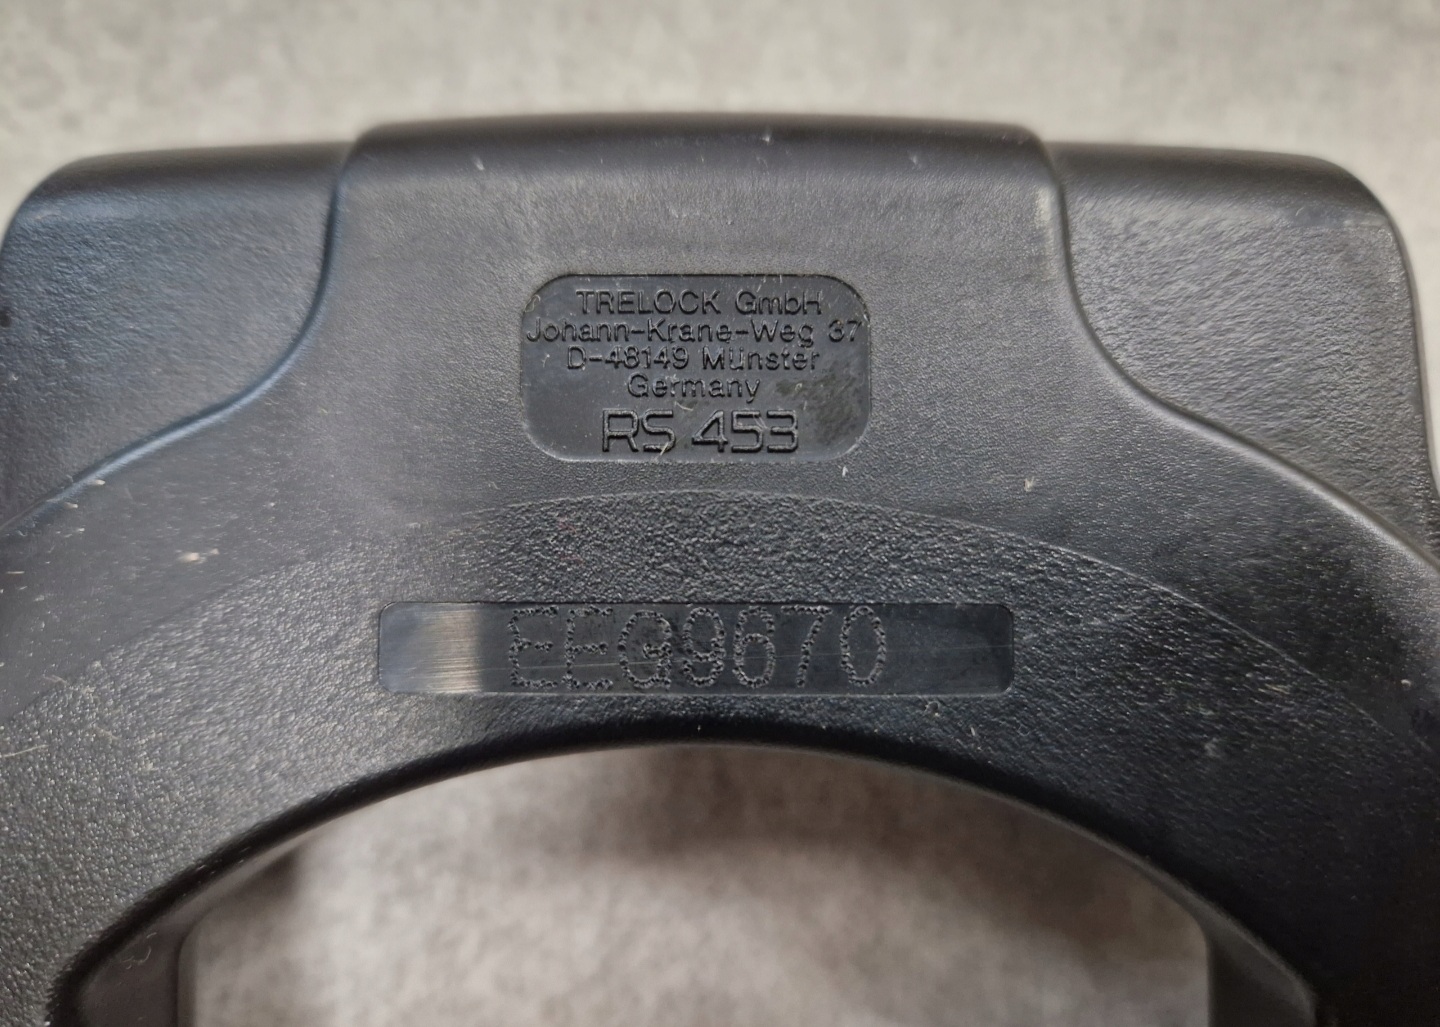 TRELOCK GmbH
Johann-Krane-Weg 37
D-48149 Münster
Germany
RS 453
EEG9670